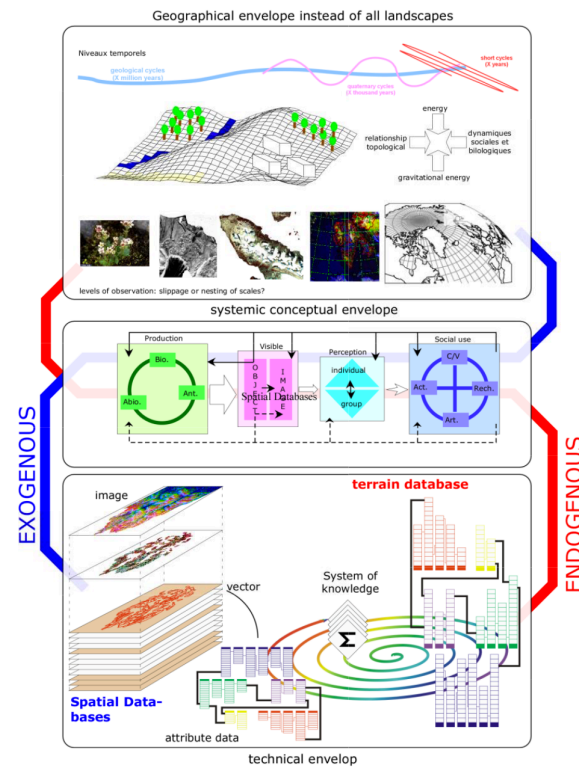 Geographical envelope instead of all landscapes
Niveaux temporels
short cycles
(X years)
geological cycles
(X million years)
quaternary cycles
(X thousand years)
energy
relationship
topological
dynamiques
sociales et
bilologiques
gravitational energy
levels of observation: slippage or nesting of scales?
systemic conceptual envelope
Production
Visible
Perception
Social use
Bio.
Ant.
Abio.
OBJET
IMAGE
Spatial Databases
individual
group
C/V
Act.
Rech.
Art.
EXOGENOUS
ENDOGENOUS
image
terrain database
vector
System of
knowledge
Σ
Spatial Data-
bases
attribute data
technical envelop